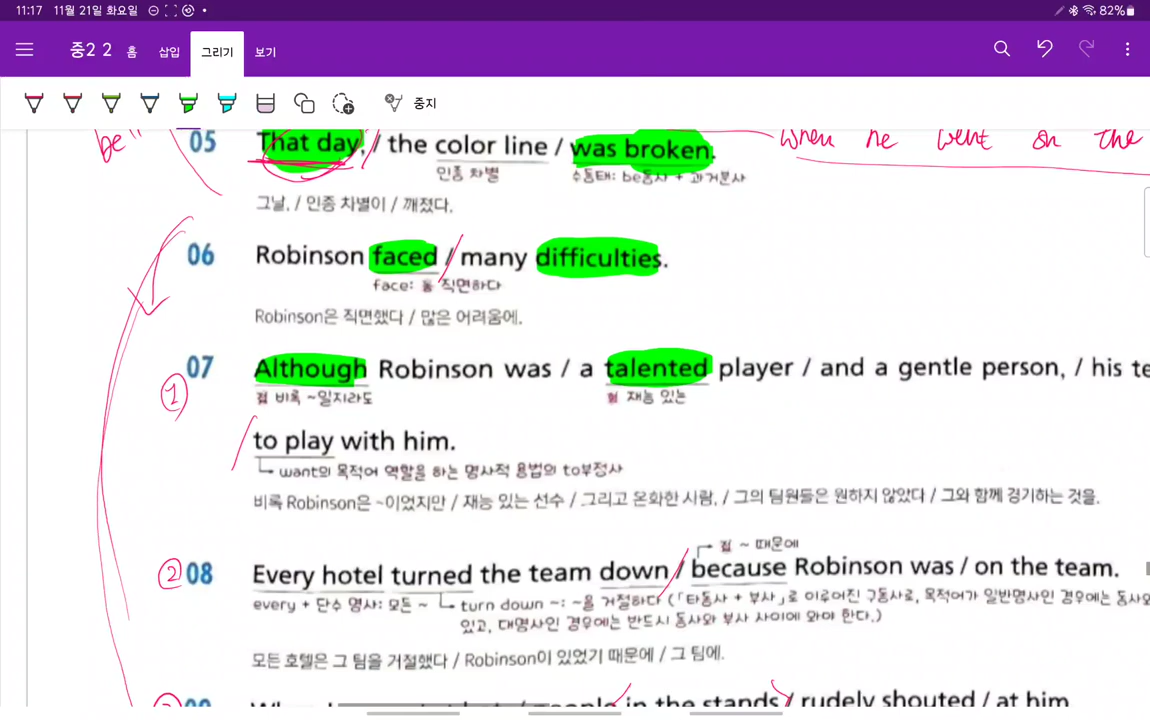 11:17 11월 21일 화요일 82%
중2 2 홈 삽입 그리기 보기
중지
be"
05 That day, / the color line / was broken.
when he went on the
인종 차별 수동태: be동사 + 과거분사
그날, / 인종 차별이 / 깨졌다.
06 Robinson faced / many difficulties.
face: 동 직면하다
Robinson은 직면했다 / 많은 어려움에.
① 07 Although Robinson was / a talented player / and a gentle person, / his te
접 비록 ~일지라도 형 재능 있는
to play with him.
want의 목적어 역할을 하는 명사적 용법의 to부정사
비록 Robinson은 ~이었지만 / 재능 있는 선수 / 그리고 온화한 사람, / 그의 팀원들은 원하지 않았다 / 그와 함께 경기하는 것을.
접 ~ 때문에
② 08 Every hotel turned the team down / because Robinson was / on the team.
every + 단수 명사: 모든 ~ turn down ~: ~을 거절하다 (「타동사 + 부사」로 이루어진 구동사로, 목적어가 일반명사인 경우에는 동사와
있고, 대명사인 경우에는 반드시 동사와 부사 사이에 와야 한다.)
모든 호텔은 그 팀을 거절했다 / Robinson이 있었기 때문에 / 그 팀에.
in the stands / rudely shouted / at him